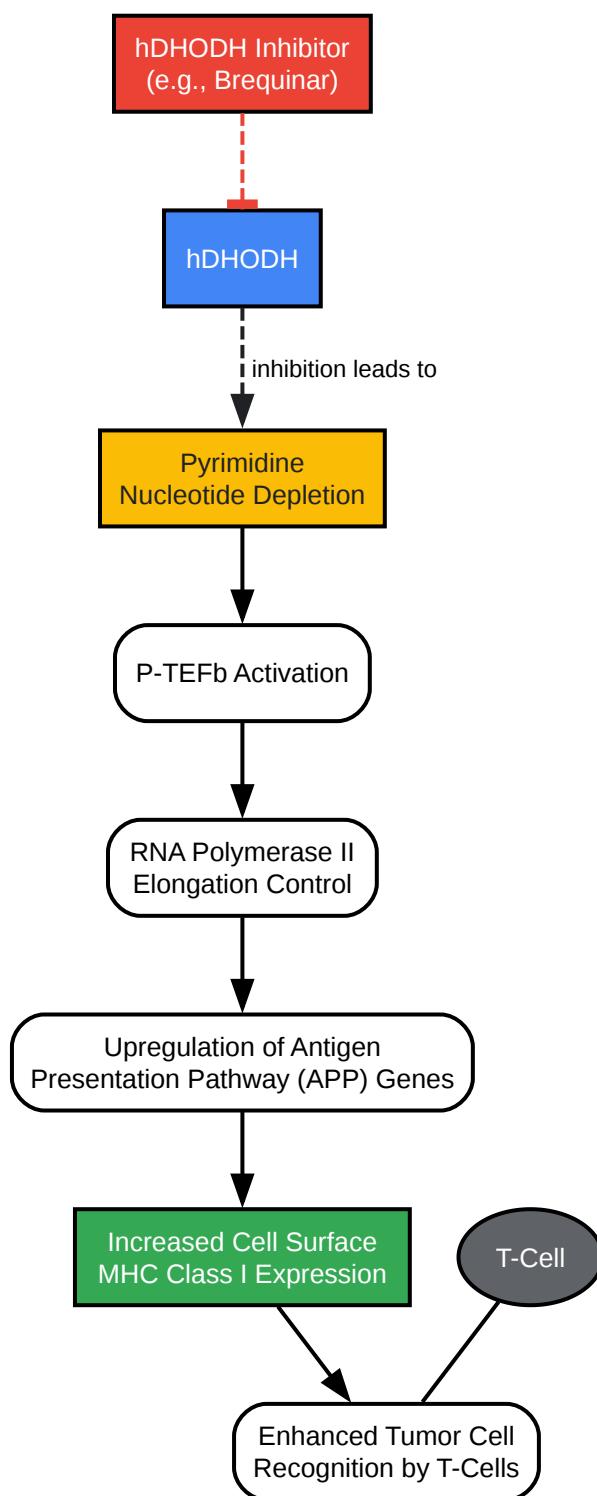 hDHODH Inhibitor
(e.g., Brequinar)
hDHODH
inhibition leads to
Pyrimidine
Nucleotide Depletion
P-TEFb Activation
RNA Polymerase II
Elongation Control
Upregulation of Antigen
Presentation Pathway (APP) Genes
Increased Cell Surface
MHC Class I Expression
T-Cell
Enhanced Tumor Cell
Recognition by T-Cells